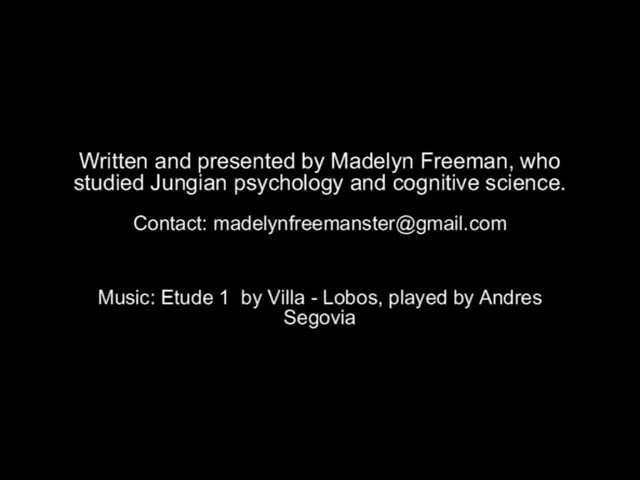 Written and presented by Madelyn Freeman, who
studied Jungian psychology and cognitive science.
Contact: madelynfreemanster@gmail.com
Music: Etude 1  by Villa - Lobos, played by Andres
Segovia